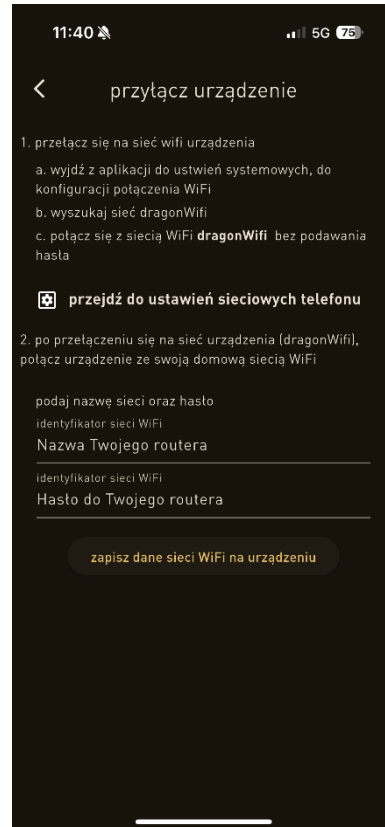 11:40
5G 75
przyłącz urządzenie
1. przełącz się na sieć wifi urządzenia
a. wyjdź z aplikacji do ustwień systemowych, do
konfiguracji połączenia WiFi
b. wyszukaj sieć dragonWifi
c. połącz się z siecią WiFi dragonWifi bez podawania
hasła
przejdź do ustawień sieciowych telefonu
2. po przełączeniu się na sieć urządzenia (dragonWifi),
połącz urządzenie ze swoją domową siecią WiFi
podaj nazwę sieci oraz hasło
identyfikator sieci WiFi
Nazwa Twojego routera
identyfikator sieci WiFi
Hasło do Twojego routera
zapisz dane sieci WiFi na urządzeniu